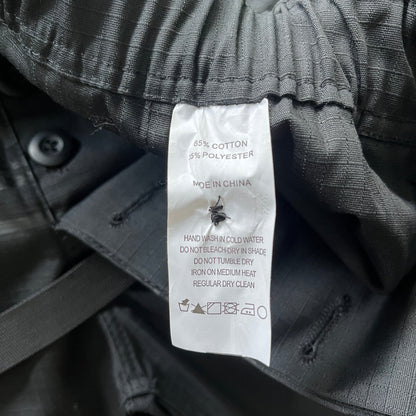 65% COTTON
35% POLYESTER
MADE IN CHINA
HAND WASH IN COLD WATER
DO NOT BLEACH/DRY IN SHADE
DO NOT TUMBLE DRY
IRON ON MEDIUM HEAT
REGULAR DRY CLEAN